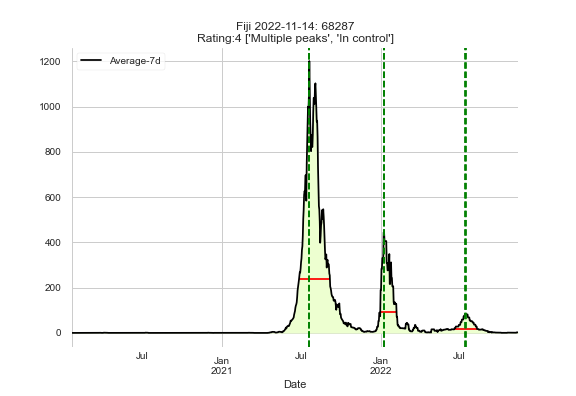 Fiji 2022-11-14: 68287
Rating:4 ['Multiple peaks', 'In control']
Average-7d
1200
1000
800
600
400
200
0
Jul
Jan
2021
Jul
Jan
2022
Jul
Date